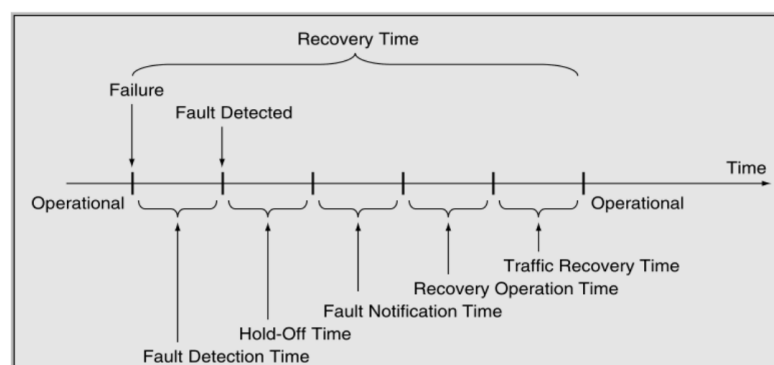 Recovery Time
Failure
Fault Detected
Time
Operational
Operational
Traffic Recovery Time
Recovery Operation Time
Fault Notification Time
Hold-Off Time
Fault Detection Time